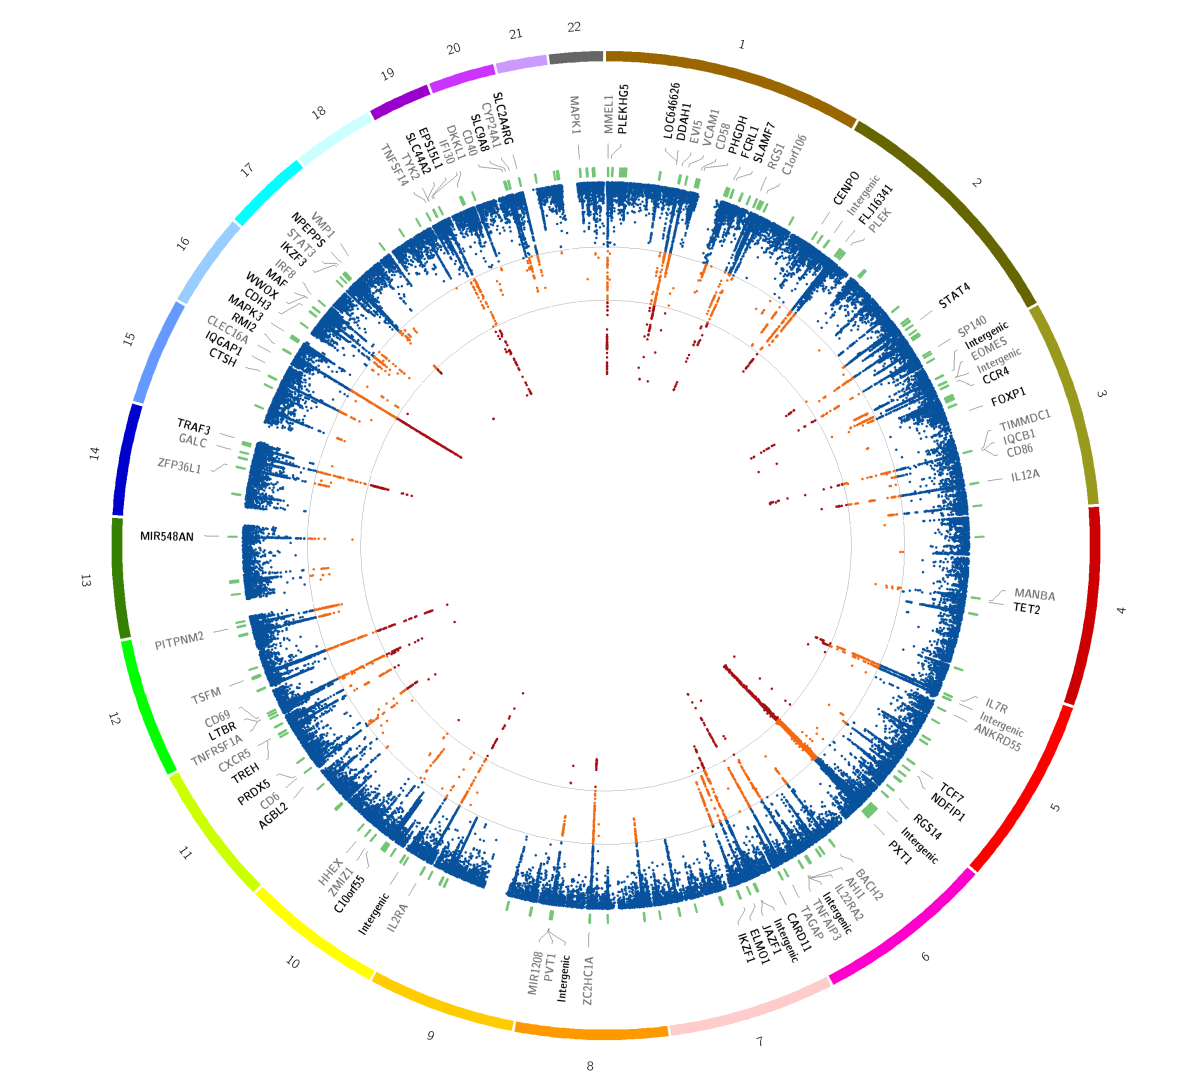 1
2
3
4
5
6
7
8
9
10
11
12
13
14
15
16
17
18
19
20
21
22
MMEL1
PLEKHG5
LOC646626
DDAH1
EVI5
VCAM1
CD58
PHGDH
FCRL1
SLAMF7
RGS1
C1orf106
CENPO
Intergenic
FLJ16341
PLEK
STAT4
SP140
Intergenic
EOMES
Intergenic
CCR4
FOXP1
TIMMDC1
IQCB1
CD86
IL12A
MANBA
TET2
IL7R
Intergenic
ANKRD55
TCF7
NDFIP1
RGS14
Intergenic
PXT1
BACH2
AHI1
IL22RA2
Intergenic
TNFAIP3
TAGAP
CARD11
Intergenic
JAZF1
ELMO1
IKZF1
ZC2HC1A
Intergenic
PVT1
MIR1208
IL2RA
Intergenic
C10orf55
ZMIZ1
HHEX
AGBL2
CD6
PRDX5
TREH
CXCR5
TNFRSF1A
LTBR
CD69
TSFM
PITPNM2
MIR548AN
ZFP36L1
GALC
TRAF3
CTSH
IQGAP1
CLEC16A
RMI2
MAPK3
CDH3
WWOX
MAF
IRF8
IKZF3
STAT3
NPEPPS
VMP1
TNFSF14
TYK2
SLC44A2
EPS15L1
IFI30
DKKL1
CD40
SLC9A8
CYP24A1
SLC2A4RG
MAPK1